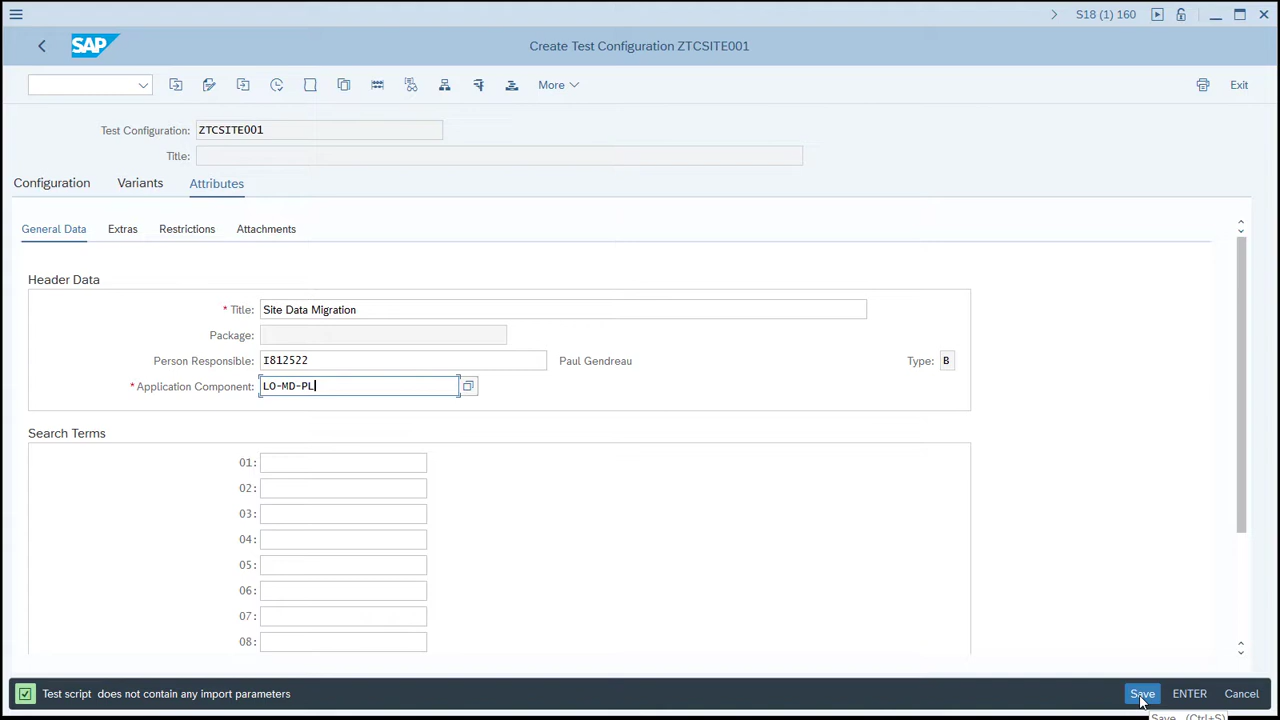 S18 (1) 160
SAP
Create Test Configuration ZTCSITE001
More
Exit
Test Configuration: ZTCSITE001
Title:
Configuration Variants Attributes
General Data Extras Restrictions Attachments
Header Data
* Title: Site Data Migration
Package:
Person Responsible: I812522 Paul Gendreau Type: B
* Application Component: LO-MD-PL
Search Terms
01:
02:
03:
04:
05:
06:
07:
08:
Test script does not contain any import parameters Save ENTER Cancel
Save (Ctrl+S)